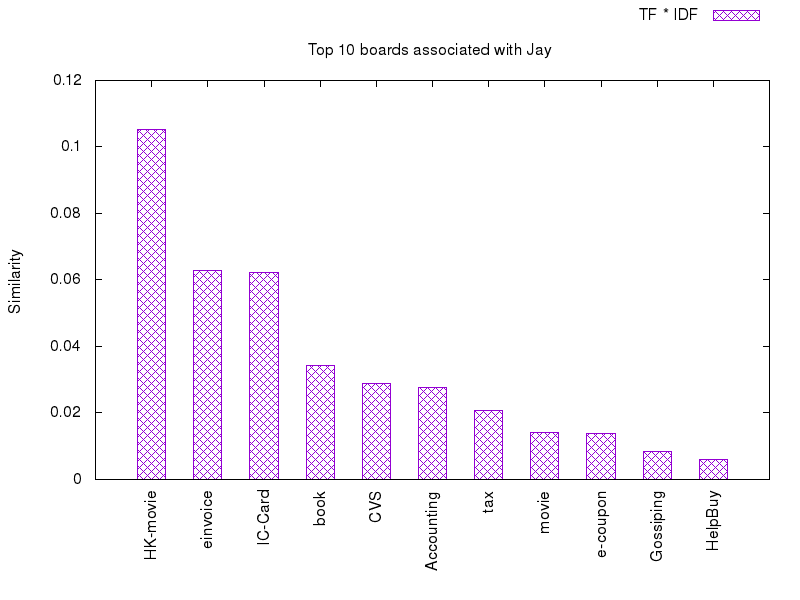 TF * IDF
Top 10 boards associated with Jay
0.12
0.1
0.08
0.06
0.04
0.02
0
Similarity
HK-movie
einvoice
IC-Card
book
CVS
Accounting
tax
movie
e-coupon
Gossiping
HelpBuy